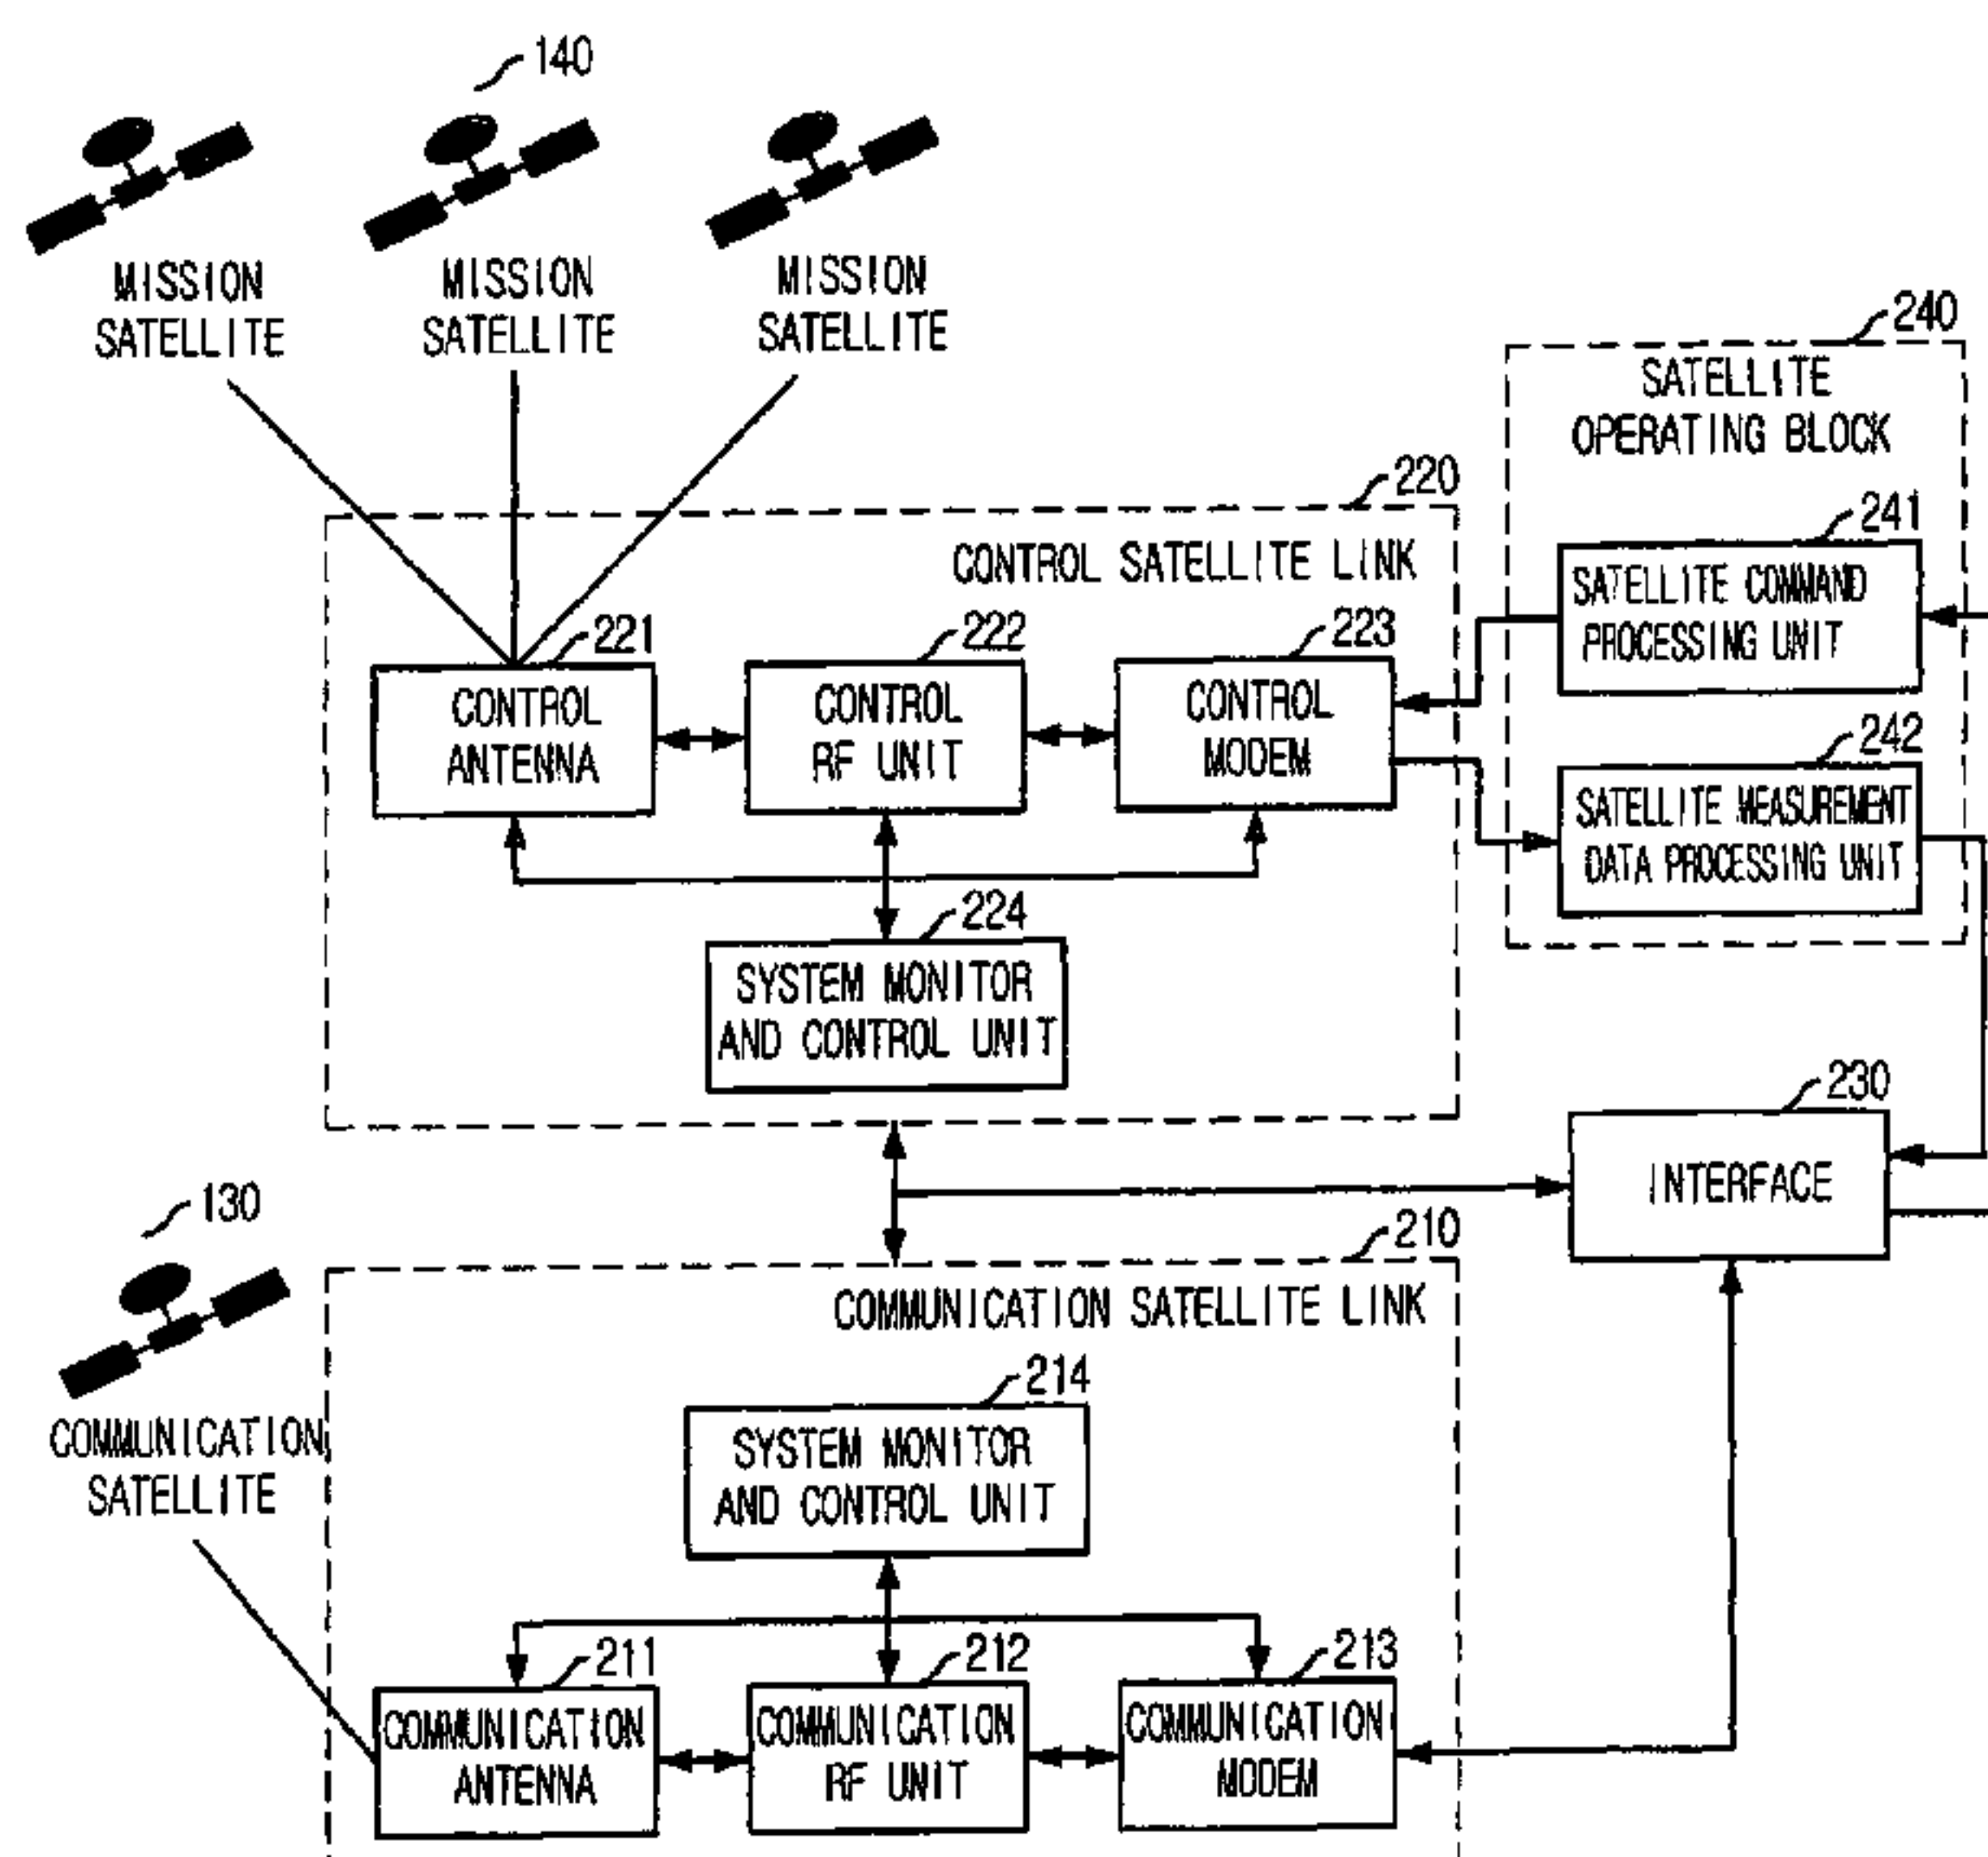 140
MISSION
SATELLITE
MISSION
SATELLITE
MISSION
SATELLITE
240
SATELLITE
OPERATING BLOCK
220
CONTROL SATELLITE LINK
241
SATELLITE COMMAND
PROCESSING UNIT
221
CONTROL
ANTENNA
222
CONTROL
RF UNIT
223
CONTROL
MODEM
242
SATELLITE MEASUREMENT
DATA PROCESSING UNIT
224
SYSTEM MONITOR
AND CONTROL UNIT
230
INTERFACE
130
COMMUNICATION
SATELLITE
210
COMMUNICATION SATELLITE LINK
214
SYSTEM MONITOR
AND CONTROL UNIT
211
COMMUNICATION
ANTENNA
212
COMMUNICATION
RF UNIT
213
COMMUNICATION
MODEM